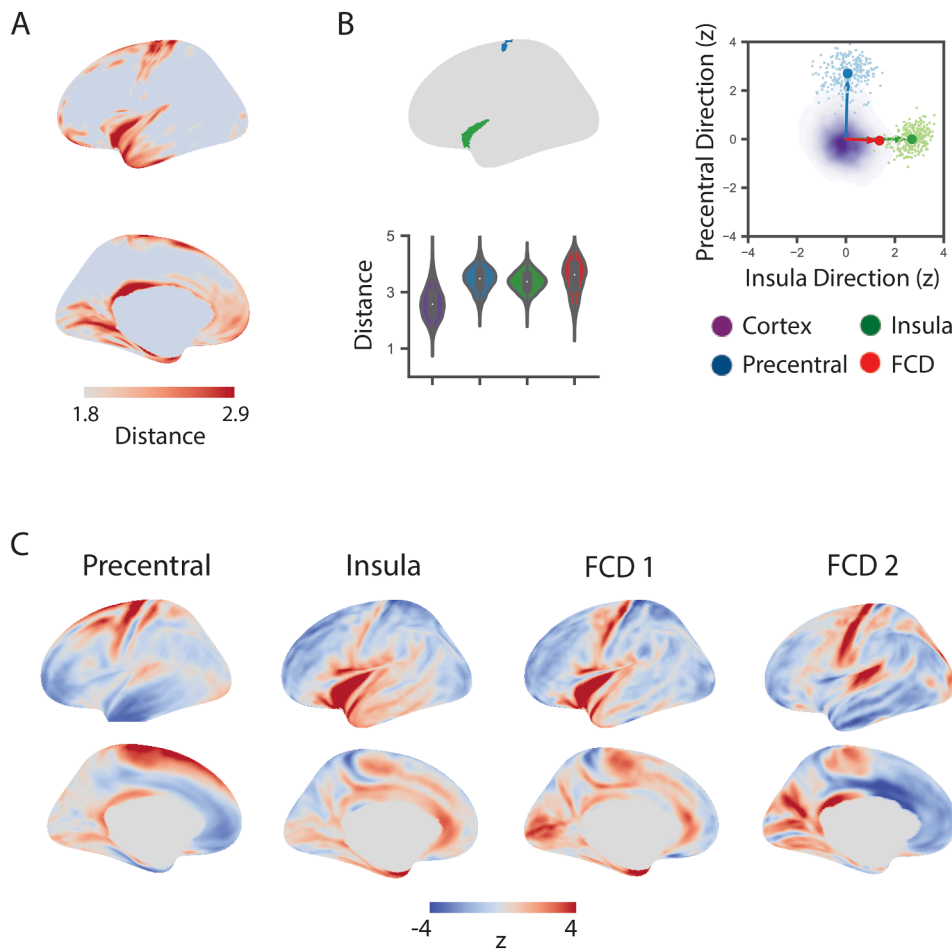 A
B
1.8
2.9
Distance
Distance
5
3
1
Precentral Direction (z)
4
2
0
−2
−4
−4
−2
0
2
4
Insula Direction (z)
Cortex
Insula
Precentral
FCD
C
Precentral
Insula
FCD 1
FCD 2
-4
4
z